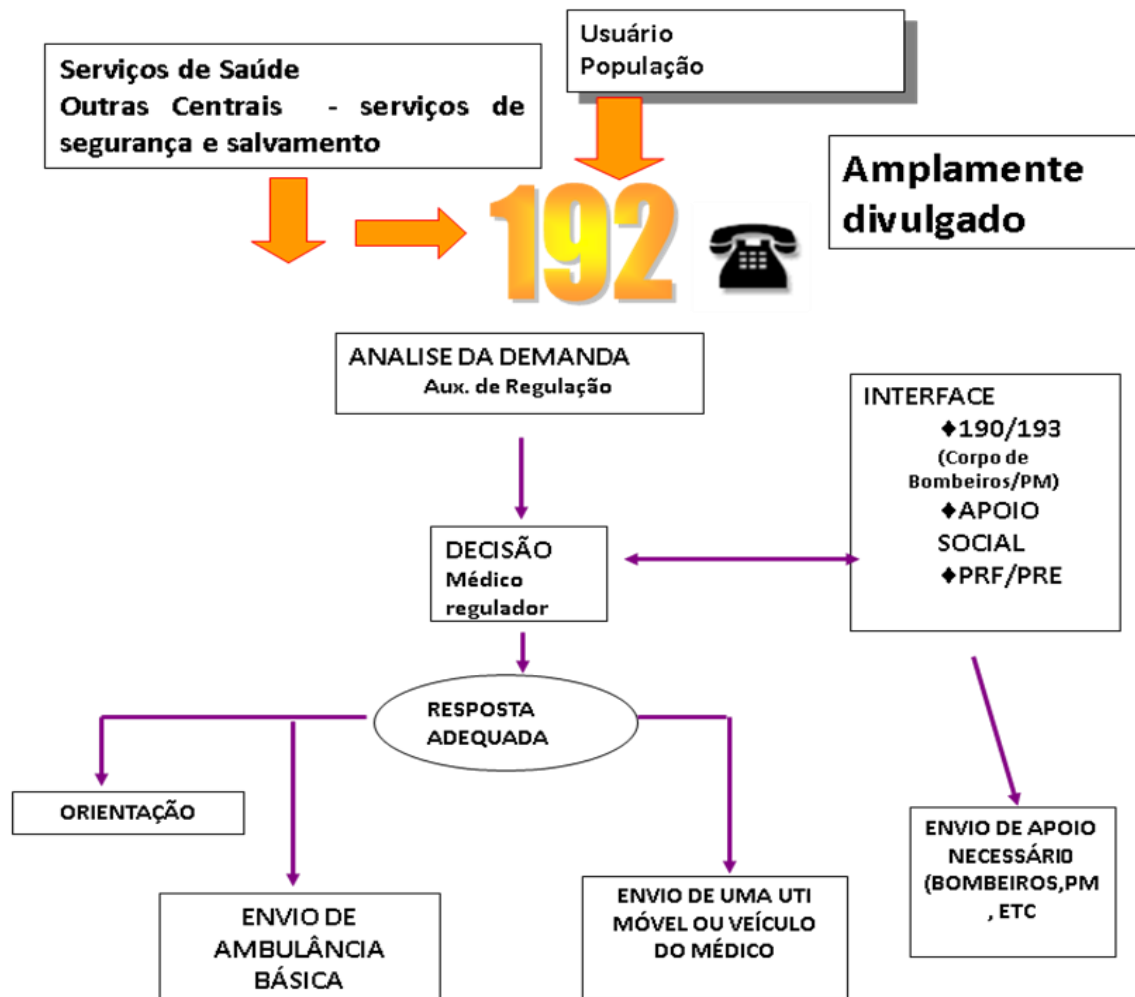 Serviços de Saúde
Outras Centrais - serviços de
segurança e salvamento
Usuário
População
192
Amplamente
divulgado
ANALISE DA DEMANDA
Aux. de Regulação
INTERFACE
♦190/193
(Corpo de
Bombeiros/PM)
♦APOIO
SOCIAL
♦PRF/PRE
DECISÃO
Médico
regulador
RESPOSTA
ADEQUADA
ORIENTAÇÃO
ENVIO DE
AMBULÂNCIA
BÁSICA
ENVIO DE UMA UTI
MÓVEL OU VEÍCULO
DO MÉDICO
ENVIO DE APOIO
NECESSÁRIO
(BOMBEIROS,PM
, ETC